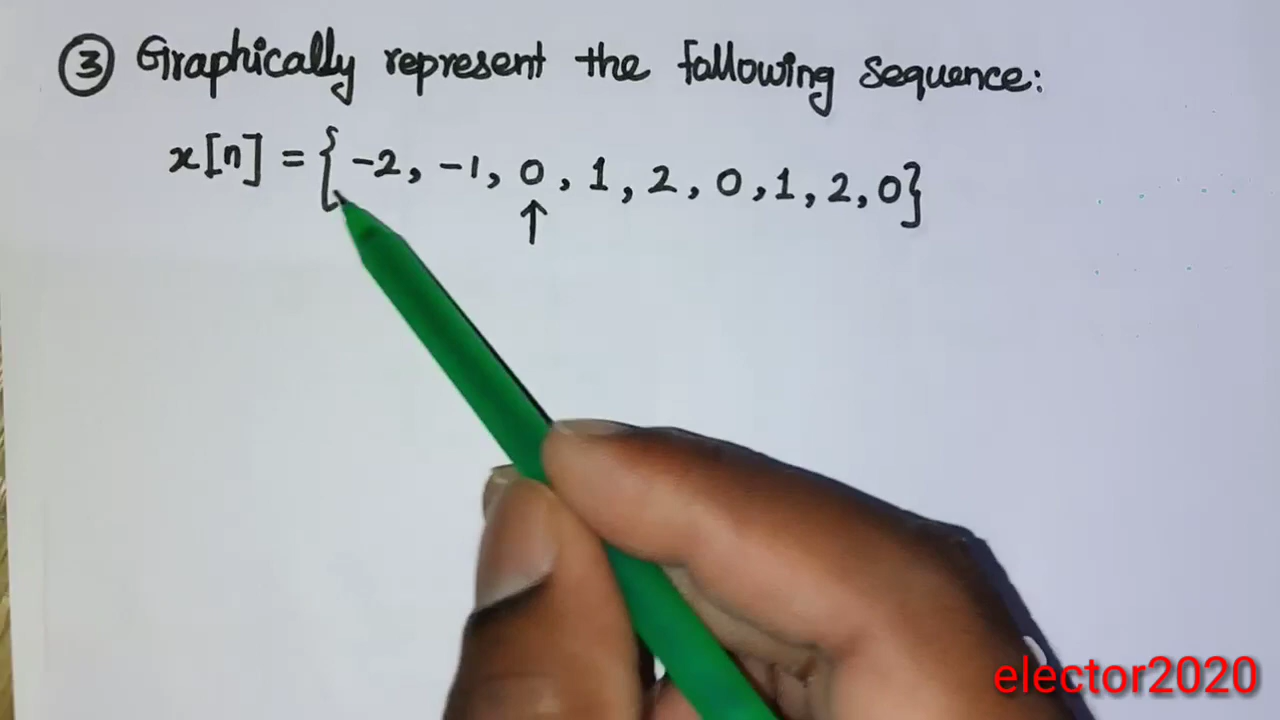 ③ Graphically represent the following sequence:
x[n] = {-2, -1, 0, 1, 2, 0, 1, 2, 0}
↑
elector2020